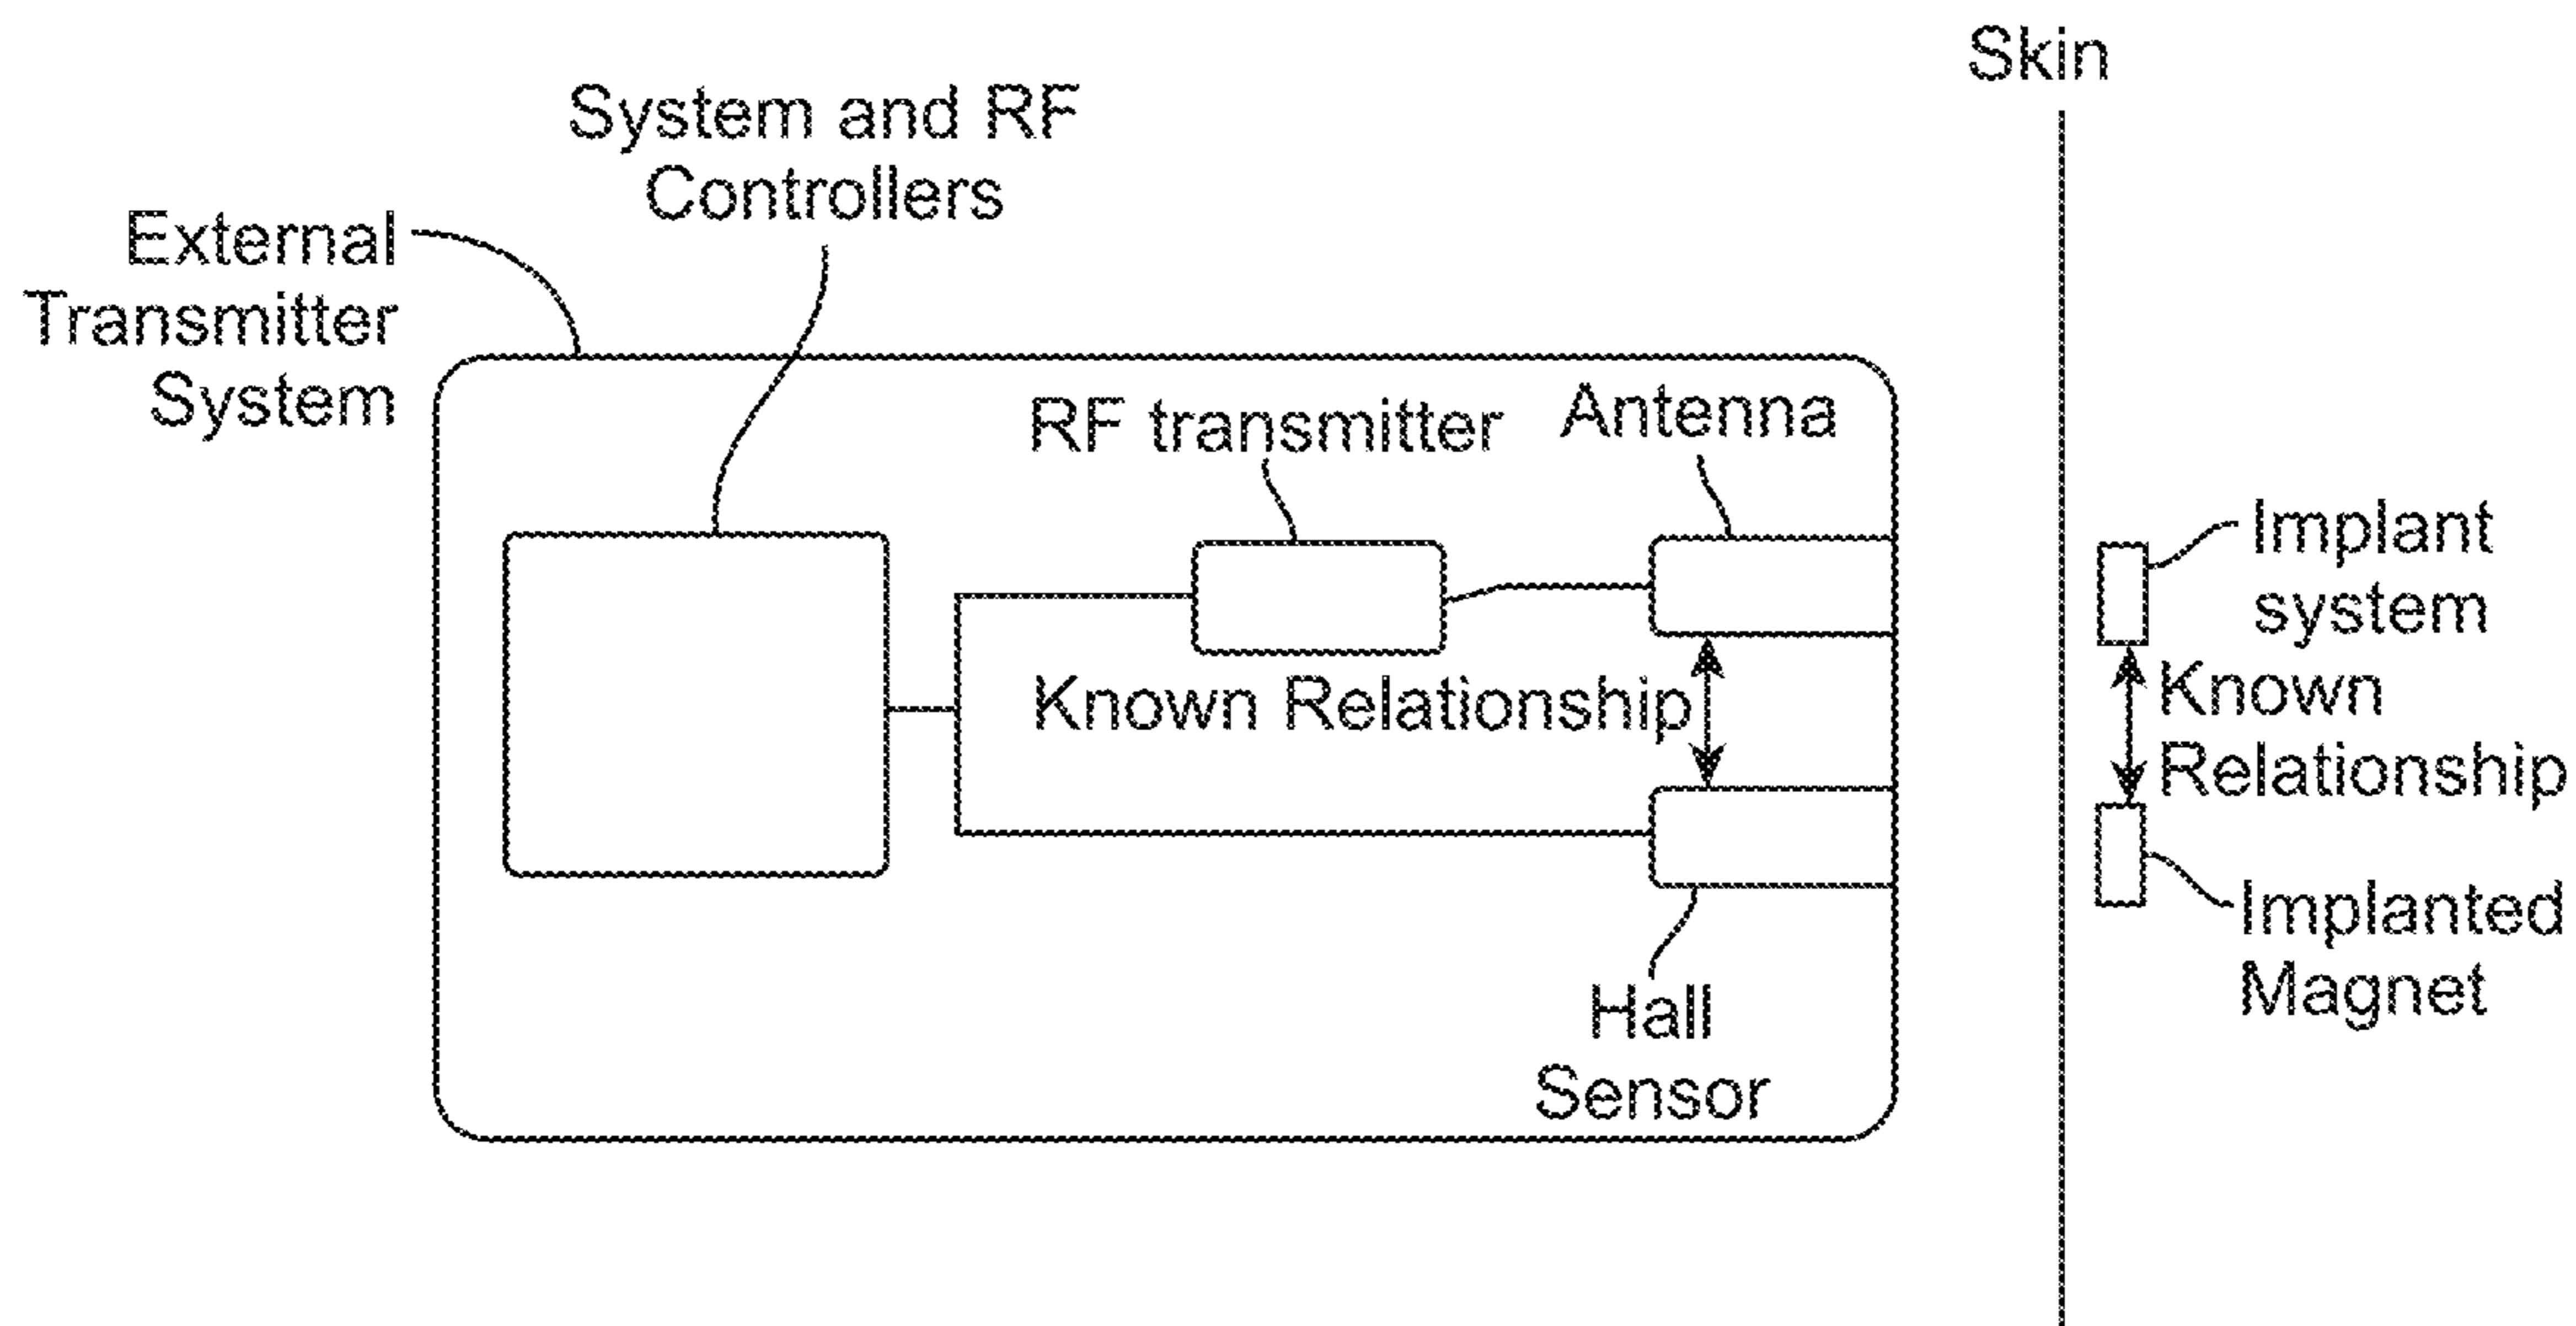 Skin
System and RF
Controllers
External
Transmitter
System
RF transmitter
Antenna
Implant
system
Known Relationship
Known
Relationship
Implanted
Magnet
Hall
Sensor